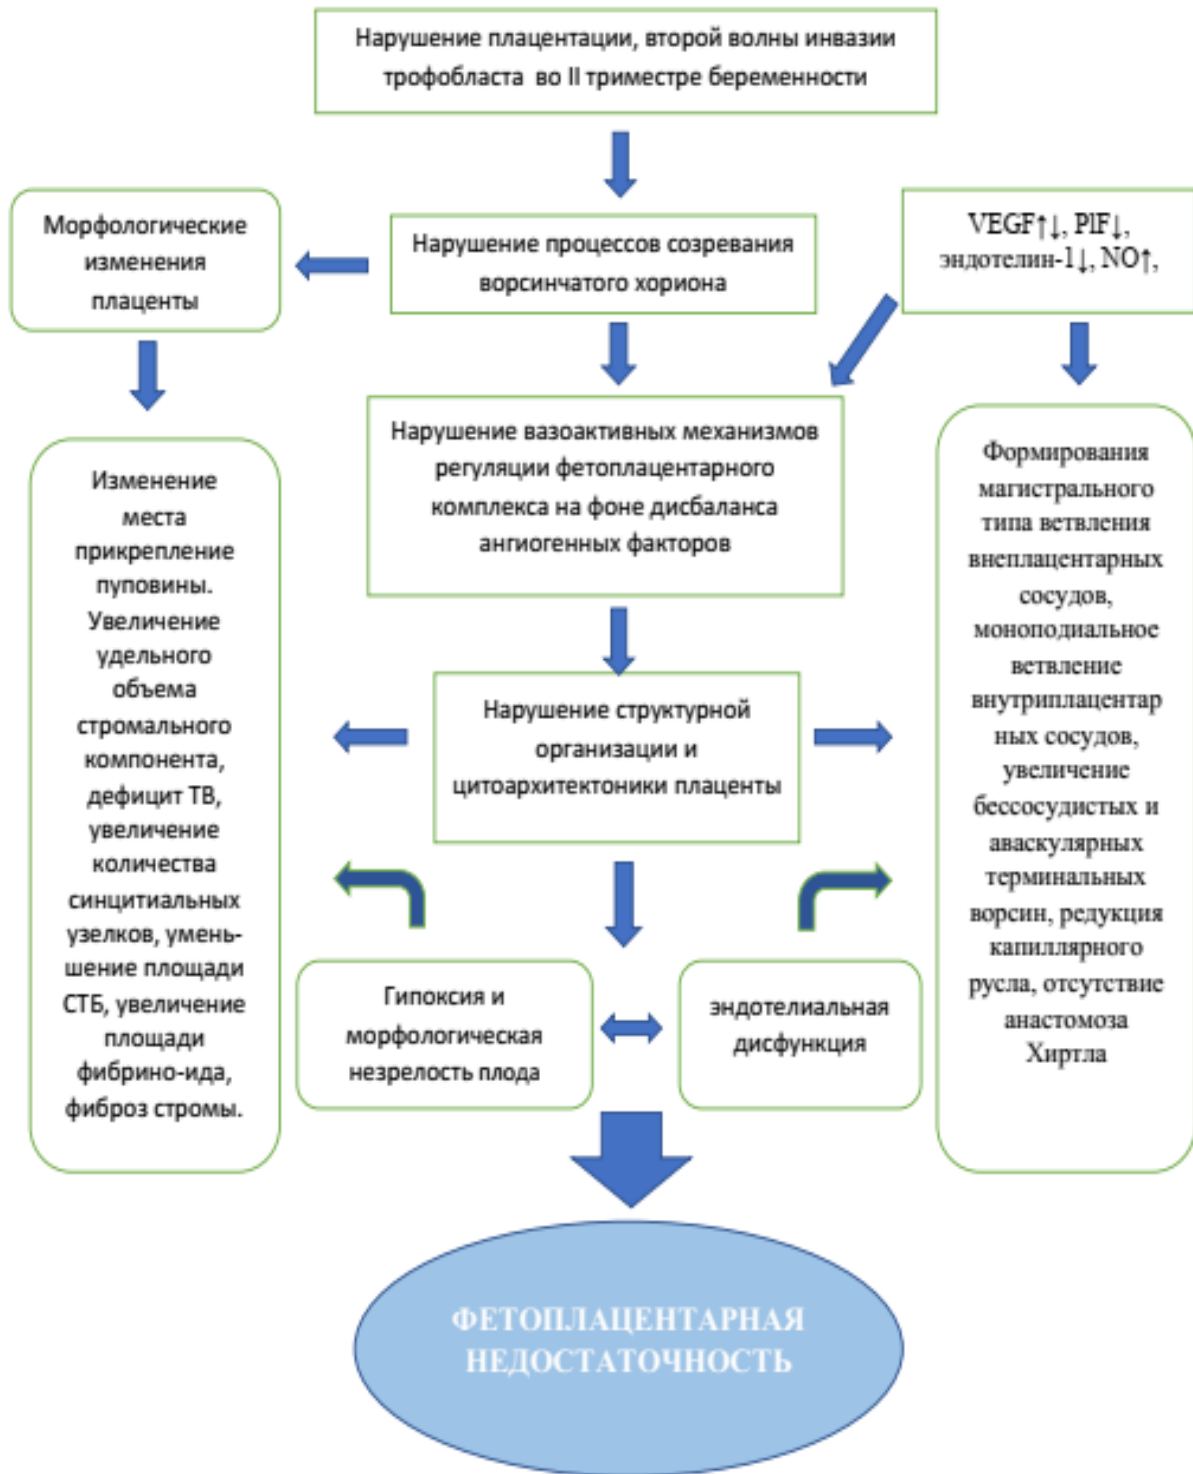 Нарушение плацентации, второй волны инвазии
трофобласта во II триместре беременности
Морфологические
изменения
плаценты
Нарушение процессов созревания
ворсинчатого хориона
VEGF↑↓, PlF↓,
эндотелин-1↓, NO↑,
Нарушение вазоактивных механизмов
регуляции фетоплацентарного
комплекса на фоне дисбаланса
ангиогенных факторов
Изменение
места
прикрепление
пуповины.
Увеличение
удельного
объема
стромального
компонента,
дефицит ТВ,
увеличение
количества
синцитиальных
узелков, умень-
шение площади
СТБ, увеличение
площади
фибрино-ида,
фиброз стромы.
Нарушение структурной
организации и
цитоархитектоники плаценты
Формирования
магистрального
типа ветвления
внеплацентарных
сосудов,
моноподиальное
ветвление
внутриплацентар
ных сосудов,
увеличение
бессосудистых и
аваскулярных
терминальных
ворсин, редукция
капиллярного
русла, отсутствие
анастомоза
Хиртла
Гипоксия и
морфологическая
незрелость плода
эндотелиальная
дисфункция
ФЕТОПЛАЦЕНТАРНАЯ
НЕДОСТАТОЧНОСТЬ